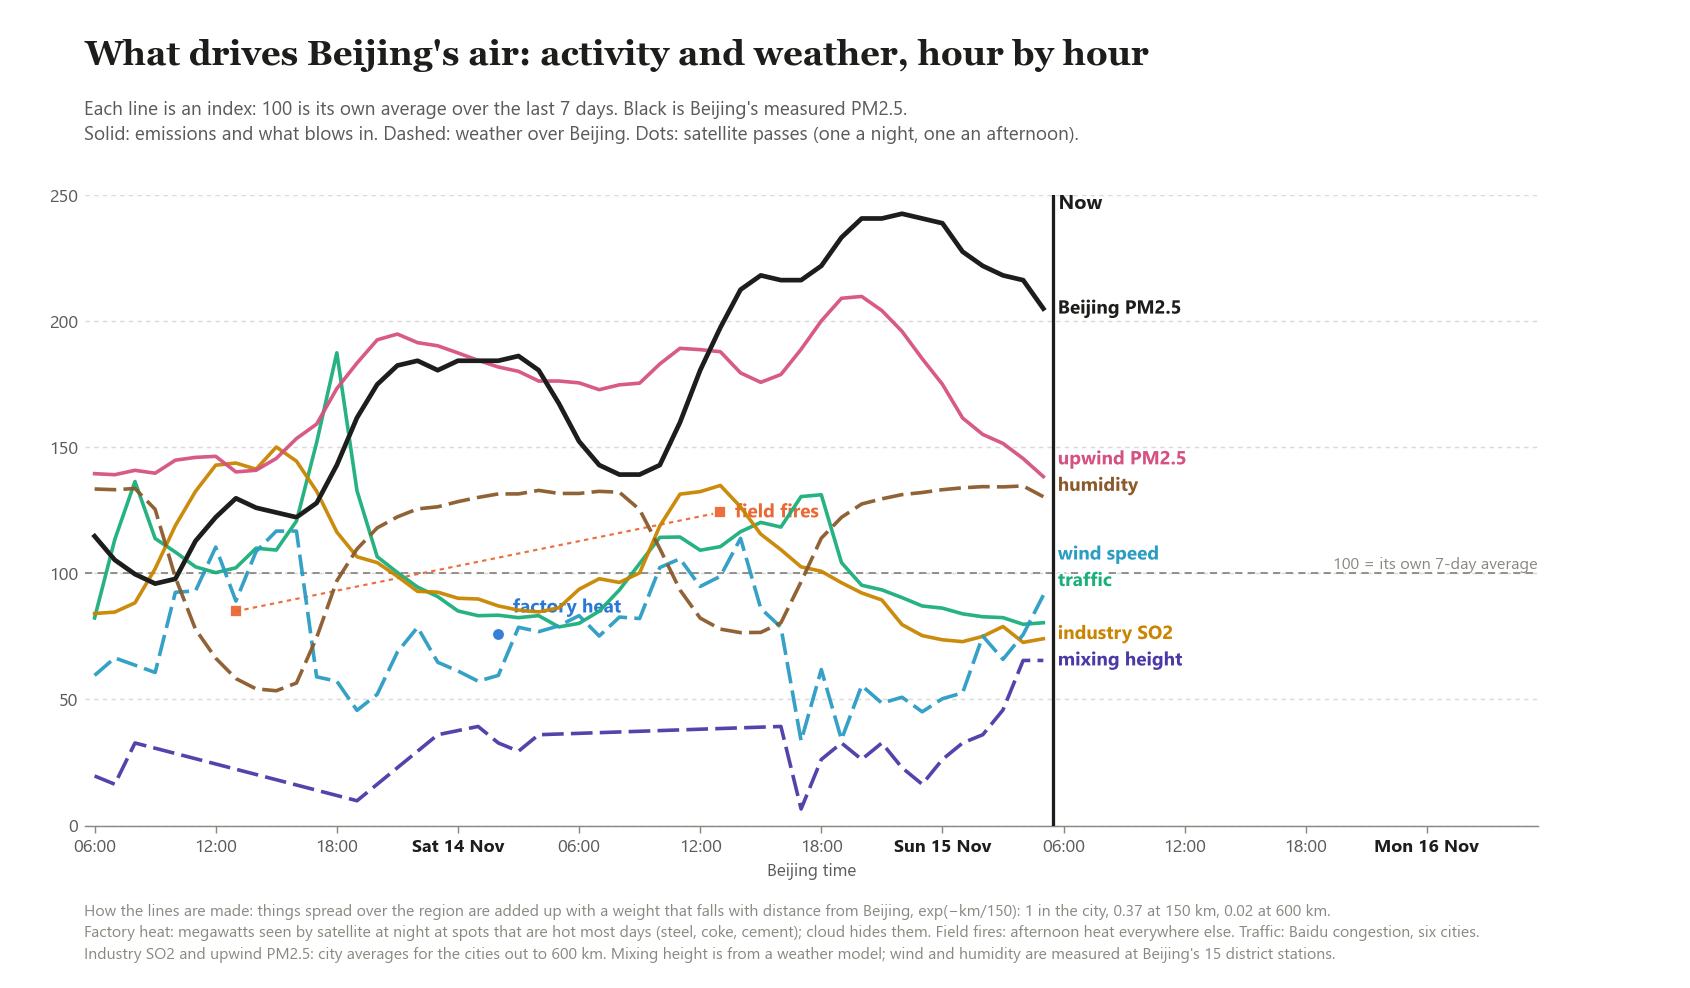 What drives Beijing's air: activity and weather, hour by hour
Each line is an index: 100 is its own average over the last 7 days. Black is Beijing's measured PM2.5.
Solid: emissions and what blows in. Dashed: weather over Beijing. Dots: satellite passes (one a night, one an afternoon).
250
Now
Beijing PM2.5
200
150
upwind PM2.5
humidity
field fires
wind speed
100 = its own 7-day average
100
traffic
factory heat
industry SO2
mixing height
50
0
06:00 12:00 18:00 Sat 14 Nov 06:00 12:00 18:00 Sun 15 Nov 06:00 12:00 18:00 Mon 16 Nov
Beijing time
How the lines are made: things spread over the region are added up with a weight that falls with distance from Beijing, exp(−km/150): 1 in the city, 0.37 at 150 km, 0.02 at 600 km.
Factory heat: megawatts seen by satellite at night at spots that are hot most days (steel, coke, cement); cloud hides them. Field fires: afternoon heat everywhere else. Traffic: Baidu congestion, six cities.
Industry SO2 and upwind PM2.5: city averages for the cities out to 600 km. Mixing height is from a weather model; wind and humidity are measured at Beijing's 15 district stations.